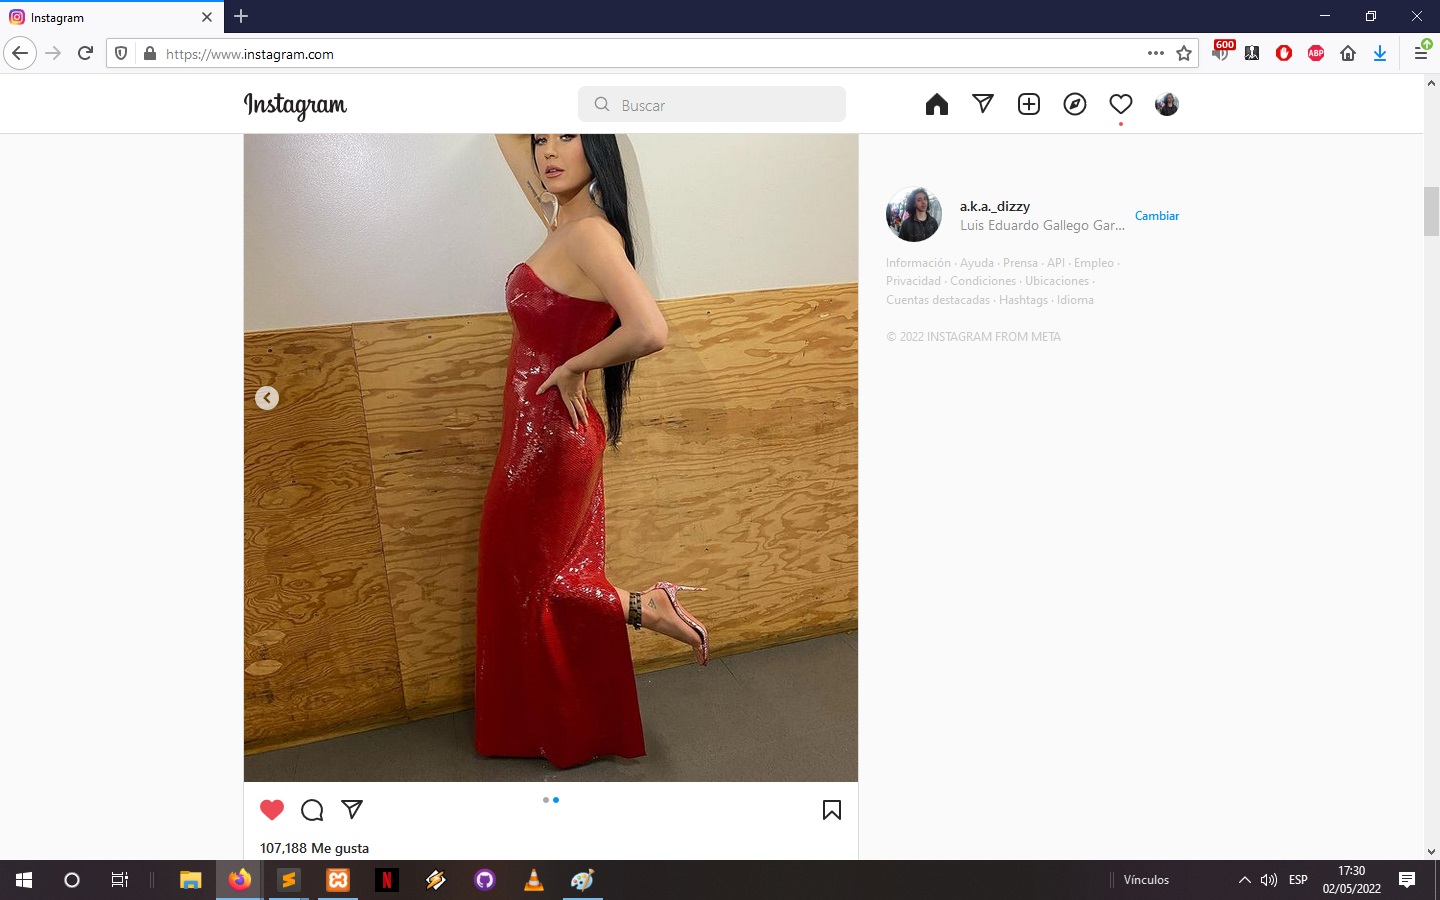 Instagram
https://www.instagram.com
600
ABP
Instagram
Buscar
a.k.a._dizzy
Luis Eduardo Gallego Gar...
Cambiar
Información · Ayuda · Prensa · API · Empleo ·
Privacidad · Condiciones · Ubicaciones ·
Cuentas destacadas · Hashtags · Idioma
© 2022 INSTAGRAM FROM META
107,188 Me gusta
N
Vínculos
ESP
17:30
02/05/2022